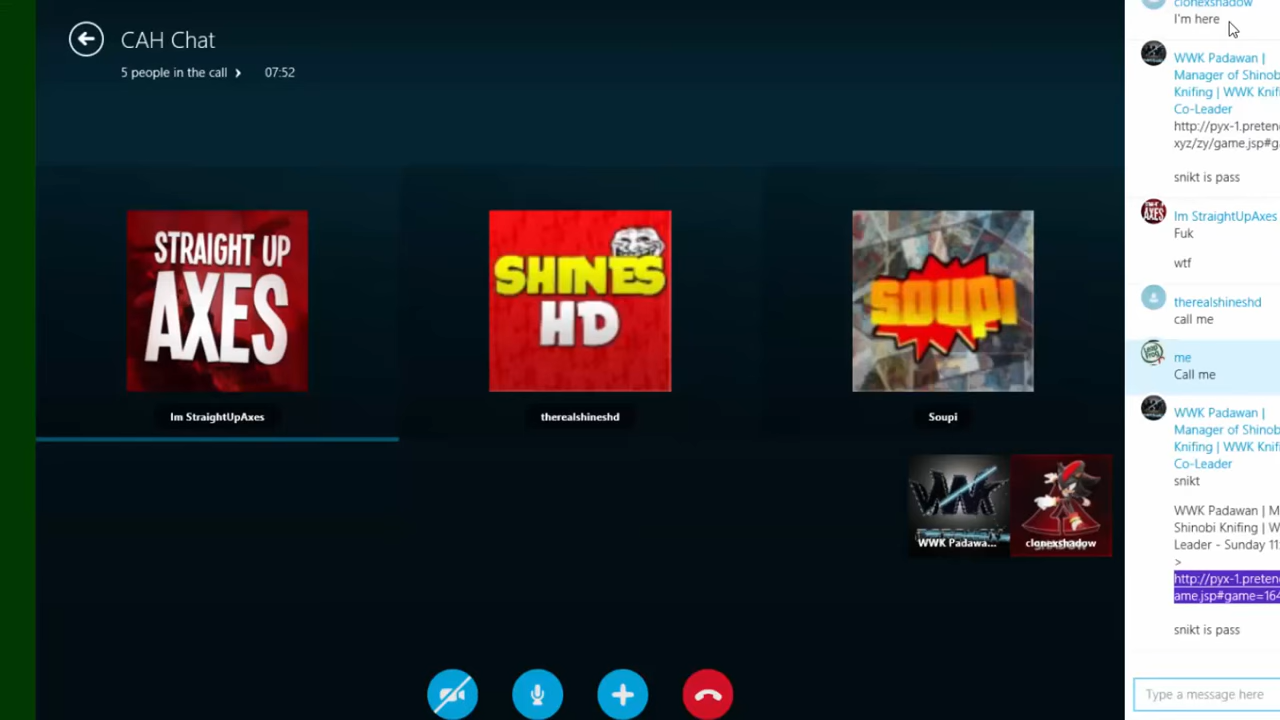 CAH Chat
5 people in the call
07:52
STRAIGHT UP
AXES
Im StraightUpAxes
SHINES
HD
therealshineshd
SOUPI
Soupi
WWK
WWK Padawa...
clonexshadow
clonexshadow
I'm here
WWK Padawan |
Manager of Shinob
Knifing | WWK Knif
Co-Leader
http://pyx-1.preten
xyz/zy/game.jsp#g
snikt is pass
AXES
Im StraightUpAxes
Fuk
wtf
therealshineshd
call me
me
Call me
WWK Padawan |
Manager of Shinob
Knifing | WWK Knif
Co-Leader
snikt
WWK Padawan | M
Shinobi Knifing | W
Leader - Sunday 11
>
http://pyx-1.preten
ame.jsp#game=164
snikt is pass
Type a message here